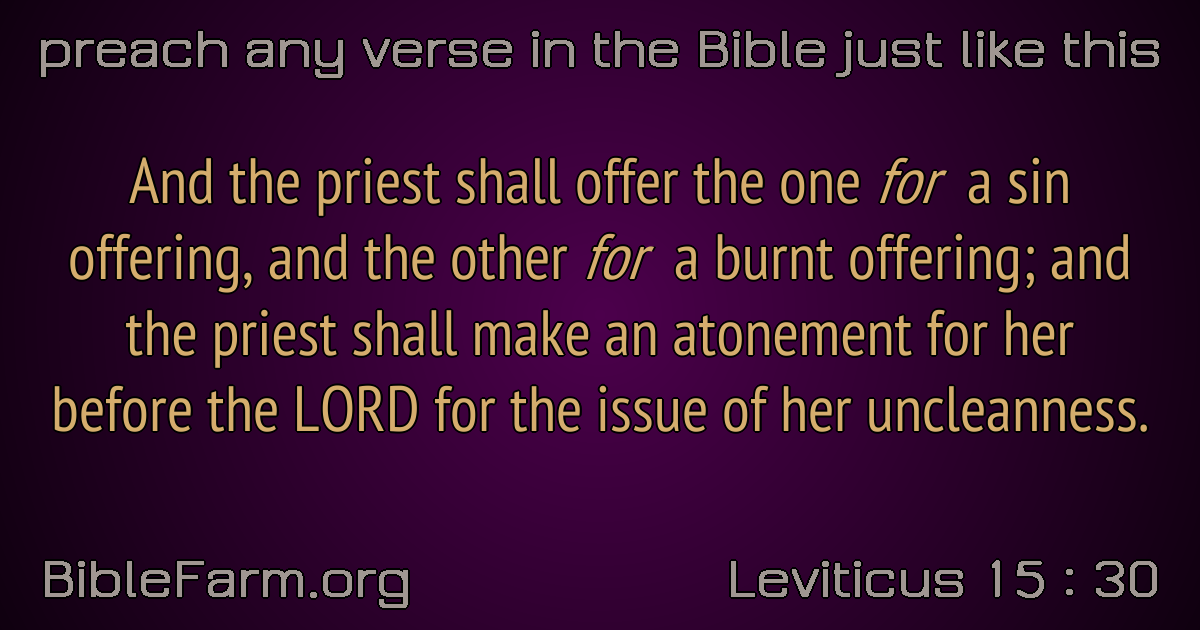 preach any verse in the Bible just like this
And the priest shall offer the one for a sin
offering, and the other for a burnt offering; and
the priest shall make an atonement for her
before the LORD for the issue of her uncleanness.
BibleFarm.org
Leviticus 15 : 30